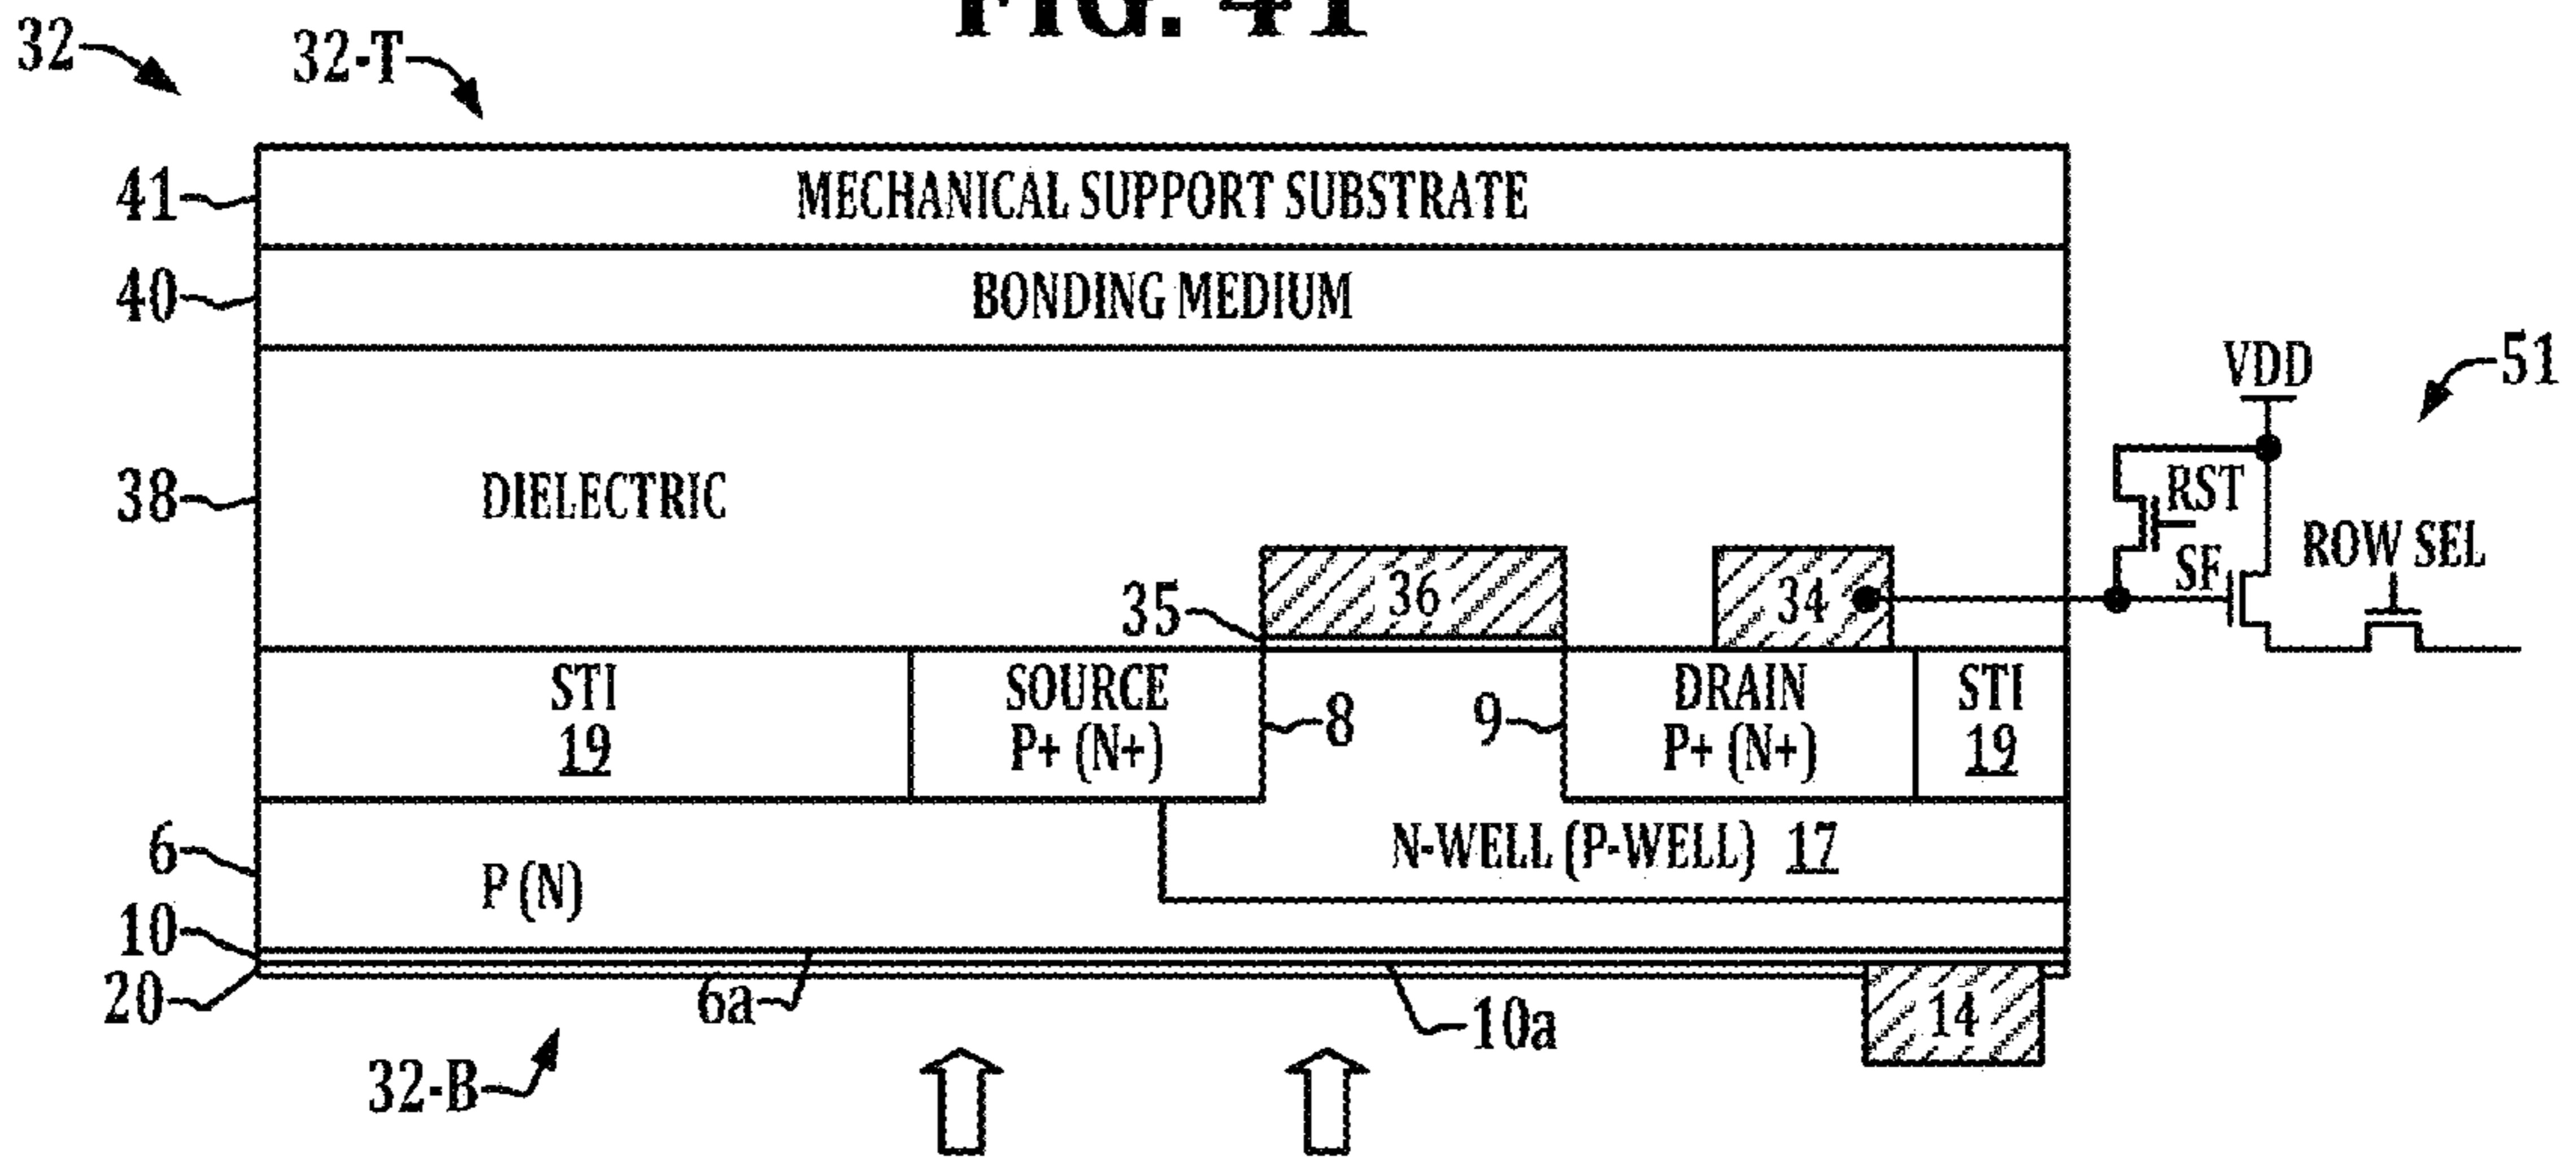 FIG. 41
32
32-T
41
MECHANICAL SUPPORT SUBSTRATE
40
BONDING MEDIUM
VDD
51
38
DIELECTRIC
RST
SF
ROW SEL
35
36
34
STI
19
SOURCE
P+ (N+)
8
9
DRAIN
P+ (N+)
STI
19
6
P (N)
N-WELL (P-WELL) 17
10
20
6a
10a
14
32-B